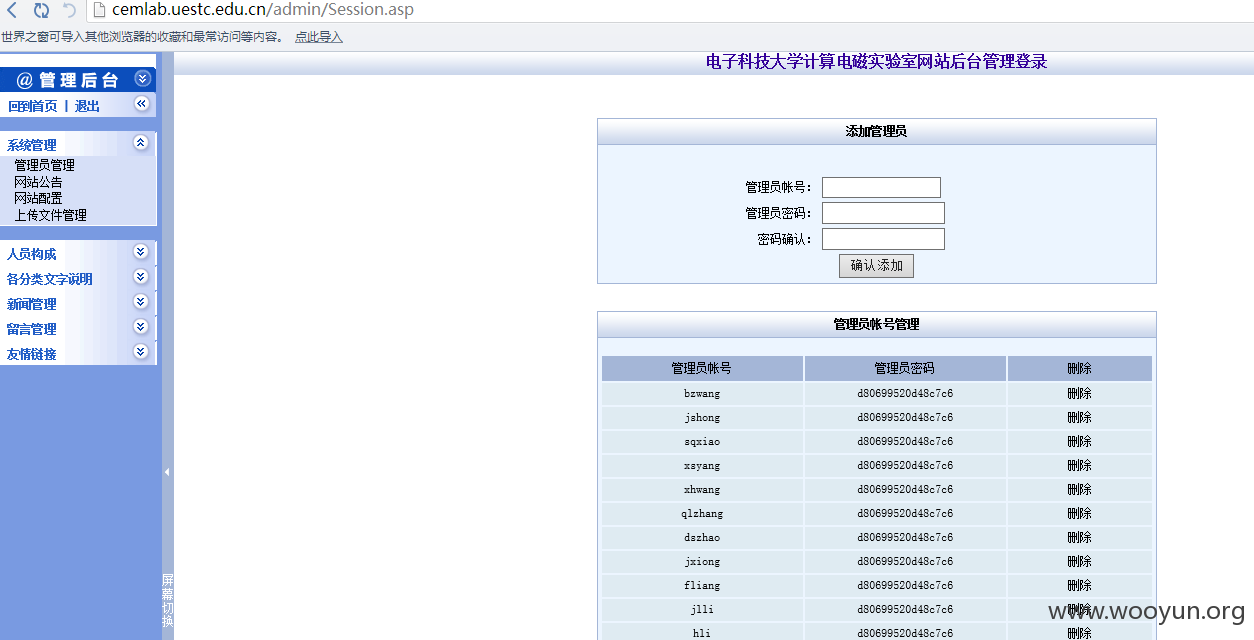 cemlab.uestc.edu.cn/admin/Session.asp
世界之窗可导入其他浏览器的收藏和最常访问等内容。 点此导入
电子科技大学计算电磁实验室网站后台管理登录
@ 管理后台
回到首页 | 退出
系统管理
管理员管理
网站公告
网站配置
上传文件管理
人员构成
各分类文字说明
新闻管理
留言管理
友情链接
屏幕切换
添加管理员
管理员帐号：
管理员密码：
密码确认：
确认添加
管理员帐号管理
管理员帐号 管理员密码 删除
bzwang d80699520d48c7c6 删除
jshong d80699520d48c7c6 删除
sqxiao d80699520d48c7c6 删除
xsyang d80699520d48c7c6 删除
xhwang d80699520d48c7c6 删除
qlzhang d80699520d48c7c6 删除
dszhao d80699520d48c7c6 删除
jxiong d80699520d48c7c6 删除
fliang d80699520d48c7c6 删除
jlli d80699520d48c7c6 删除
hli d80699520d48c7c6 删除
www.wooyun.org